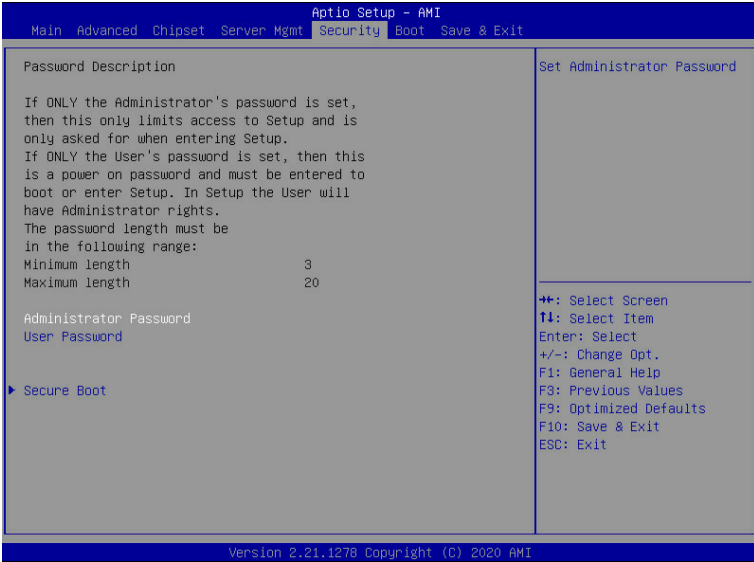 Aptio Setup - AMI
Main Advanced Chipset Server Mgmt Security Boot Save & Exit
Password Description
If ONLY the Administrator's password is set,
then this only limits access to Setup and is
only asked for when entering Setup.
If ONLY the User's password is set, then this
is a power on password and must be entered to
boot or enter Setup. In Setup the User will
have Administrator rights.
The password length must be
in the following range:
Minimum length 3
Maximum length 20
Administrator Password
User Password
Secure Boot
Set Administrator Password
→←: Select Screen
↑↓: Select Item
Enter: Select
+/-: Change Opt.
F1: General Help
F3: Previous Values
F9: Optimized Defaults
F10: Save & Exit
ESC: Exit
Version 2.21.1278 Copyright (C) 2020 AMI